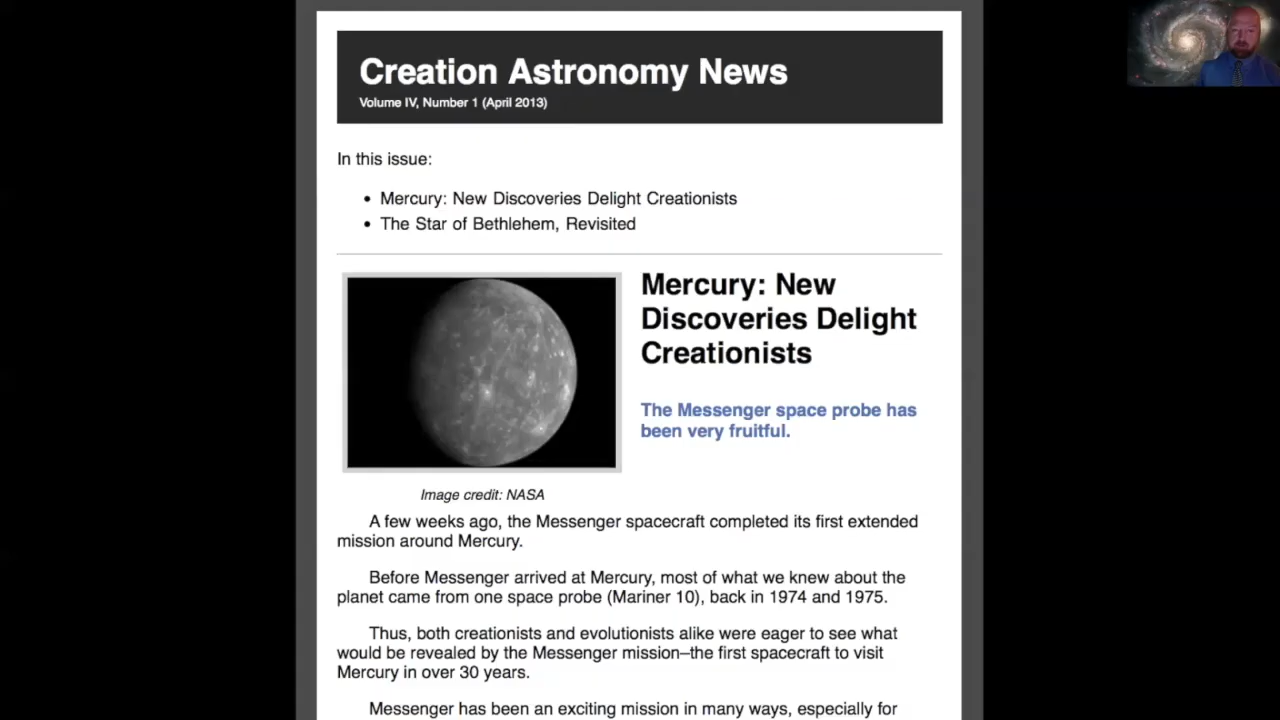 Creation Astronomy News
Volume IV, Number 1 (April 2013)
In this issue:
• Mercury: New Discoveries Delight Creationists
• The Star of Bethlehem, Revisited
Mercury: New
Discoveries Delight
Creationists
The Messenger space probe has
been very fruitful.
Image credit: NASA
A few weeks ago, the Messenger spacecraft completed its first extended
mission around Mercury.
Before Messenger arrived at Mercury, most of what we knew about the
planet came from one space probe (Mariner 10), back in 1974 and 1975.
Thus, both creationists and evolutionists alike were eager to see what
would be revealed by the Messenger mission–the first spacecraft to visit
Mercury in over 30 years.
Messenger has been an exciting mission in many ways, especially for